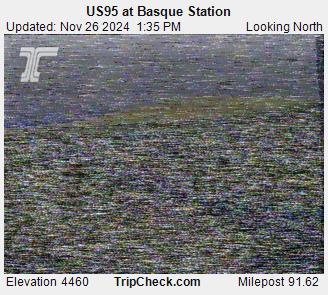 US95 at Basque Station
Updated: Nov 26 2024 1:35 PM Looking North
Elevation 4460 TripCheck.com Milepost 91.62